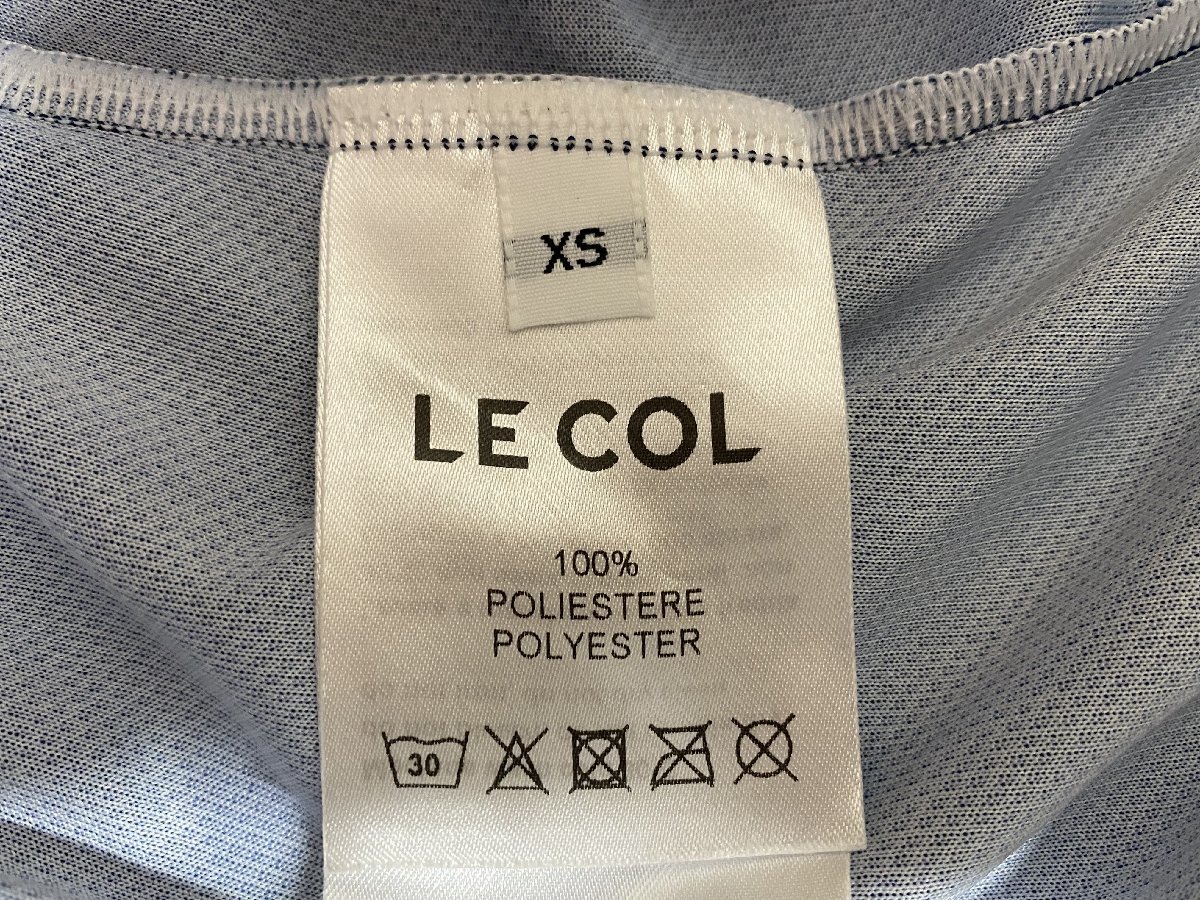 XS
LE COL
100%
POLIESTERE
POLYESTER
30